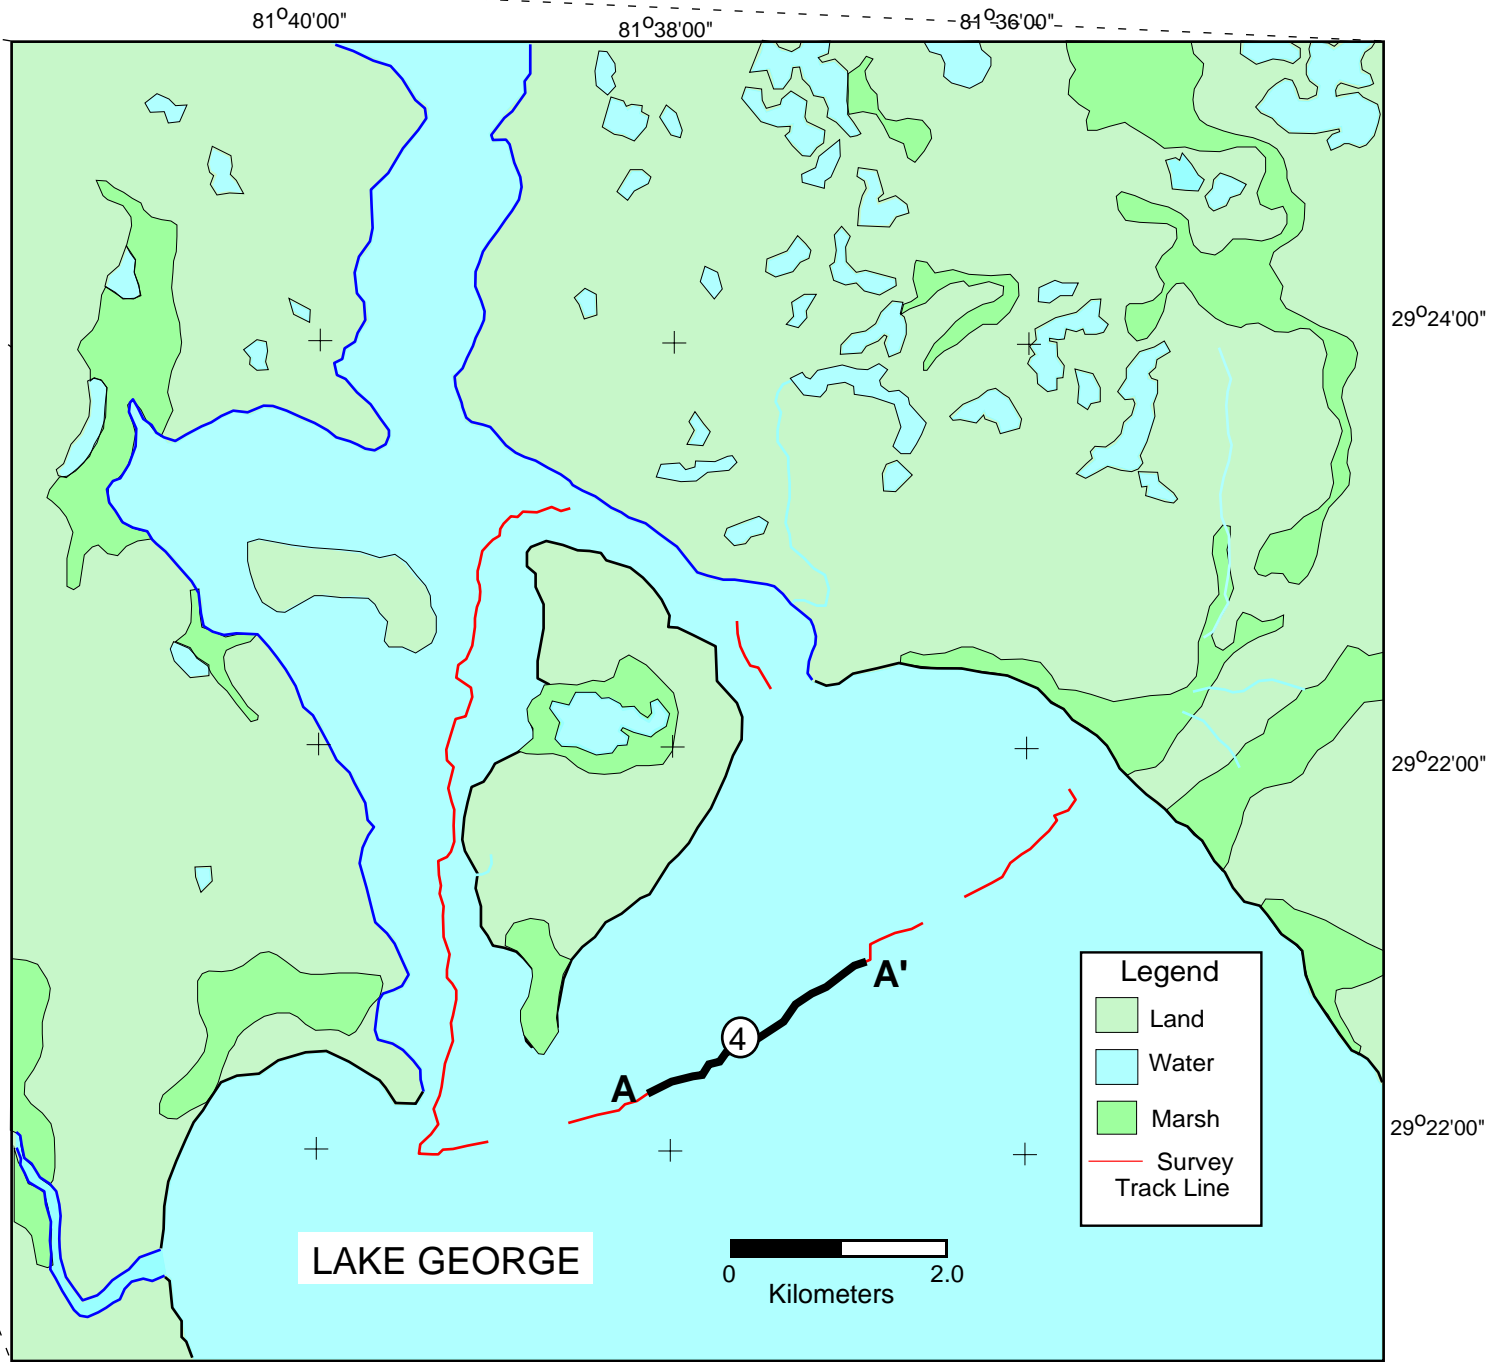 81°40'00"
81°38'00"
81°36'00"
29°24'00"
29°22'00"
A'
4
A
Legend
Land
Water
Marsh
Survey
Track Line
29°22'00"
LAKE GEORGE
0 2.0
Kilometers